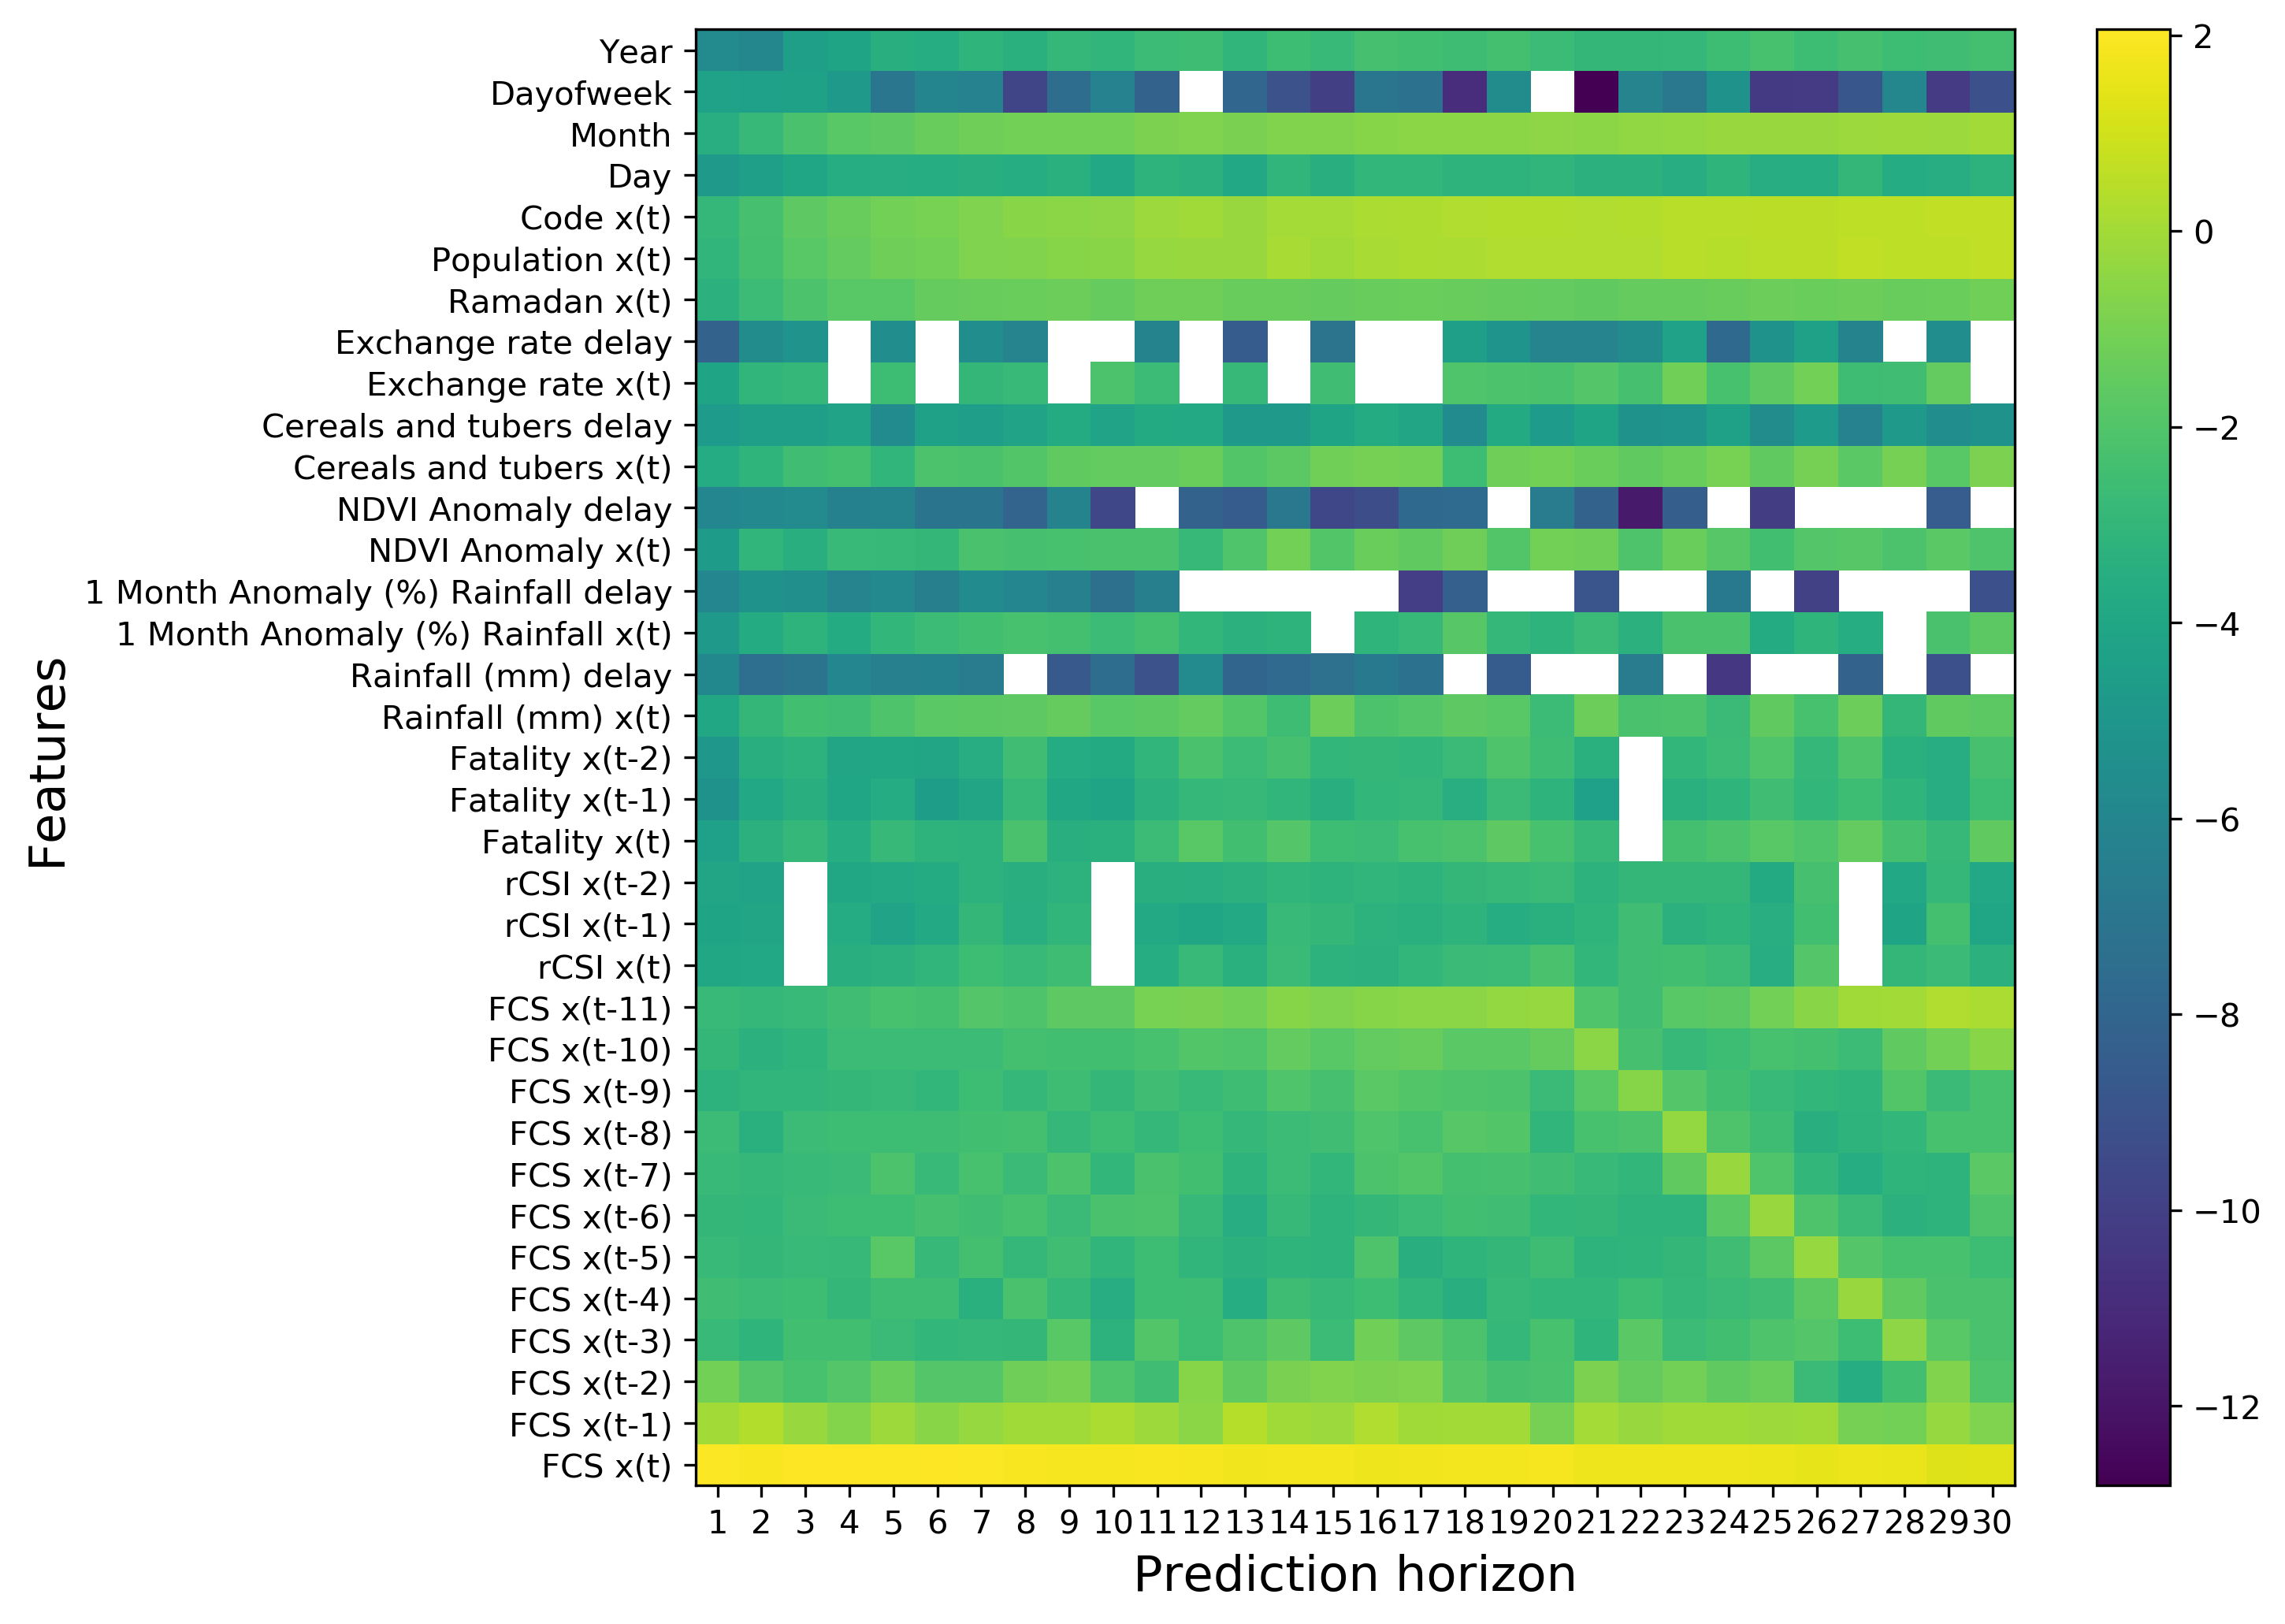 Year
Dayofweek
Month
Day
Code x(t)
Population x(t)
Ramadan x(t)
Exchange rate delay
Exchange rate x(t)
Cereals and tubers delay
Cereals and tubers x(t)
NDVI Anomaly delay
NDVI Anomaly x(t)
1 Month Anomaly (%) Rainfall delay
1 Month Anomaly (%) Rainfall x(t)
Rainfall (mm) delay
Rainfall (mm) x(t)
Fatality x(t-2)
Fatality x(t-1)
Fatality x(t)
rCSI x(t-2)
rCSI x(t-1)
rCSI x(t)
FCS x(t-11)
FCS x(t-10)
FCS x(t-9)
FCS x(t-8)
FCS x(t-7)
FCS x(t-6)
FCS x(t-5)
FCS x(t-4)
FCS x(t-3)
FCS x(t-2)
FCS x(t-1)
FCS x(t)
Features
1 2 3 4 5 6 7 8 9 10 11 12 13 14 15 16 17 18 19 20 21 22 23 24 25 26 27 28 29 30
Prediction horizon
2
0
−2
−4
−6
−8
−10
−12